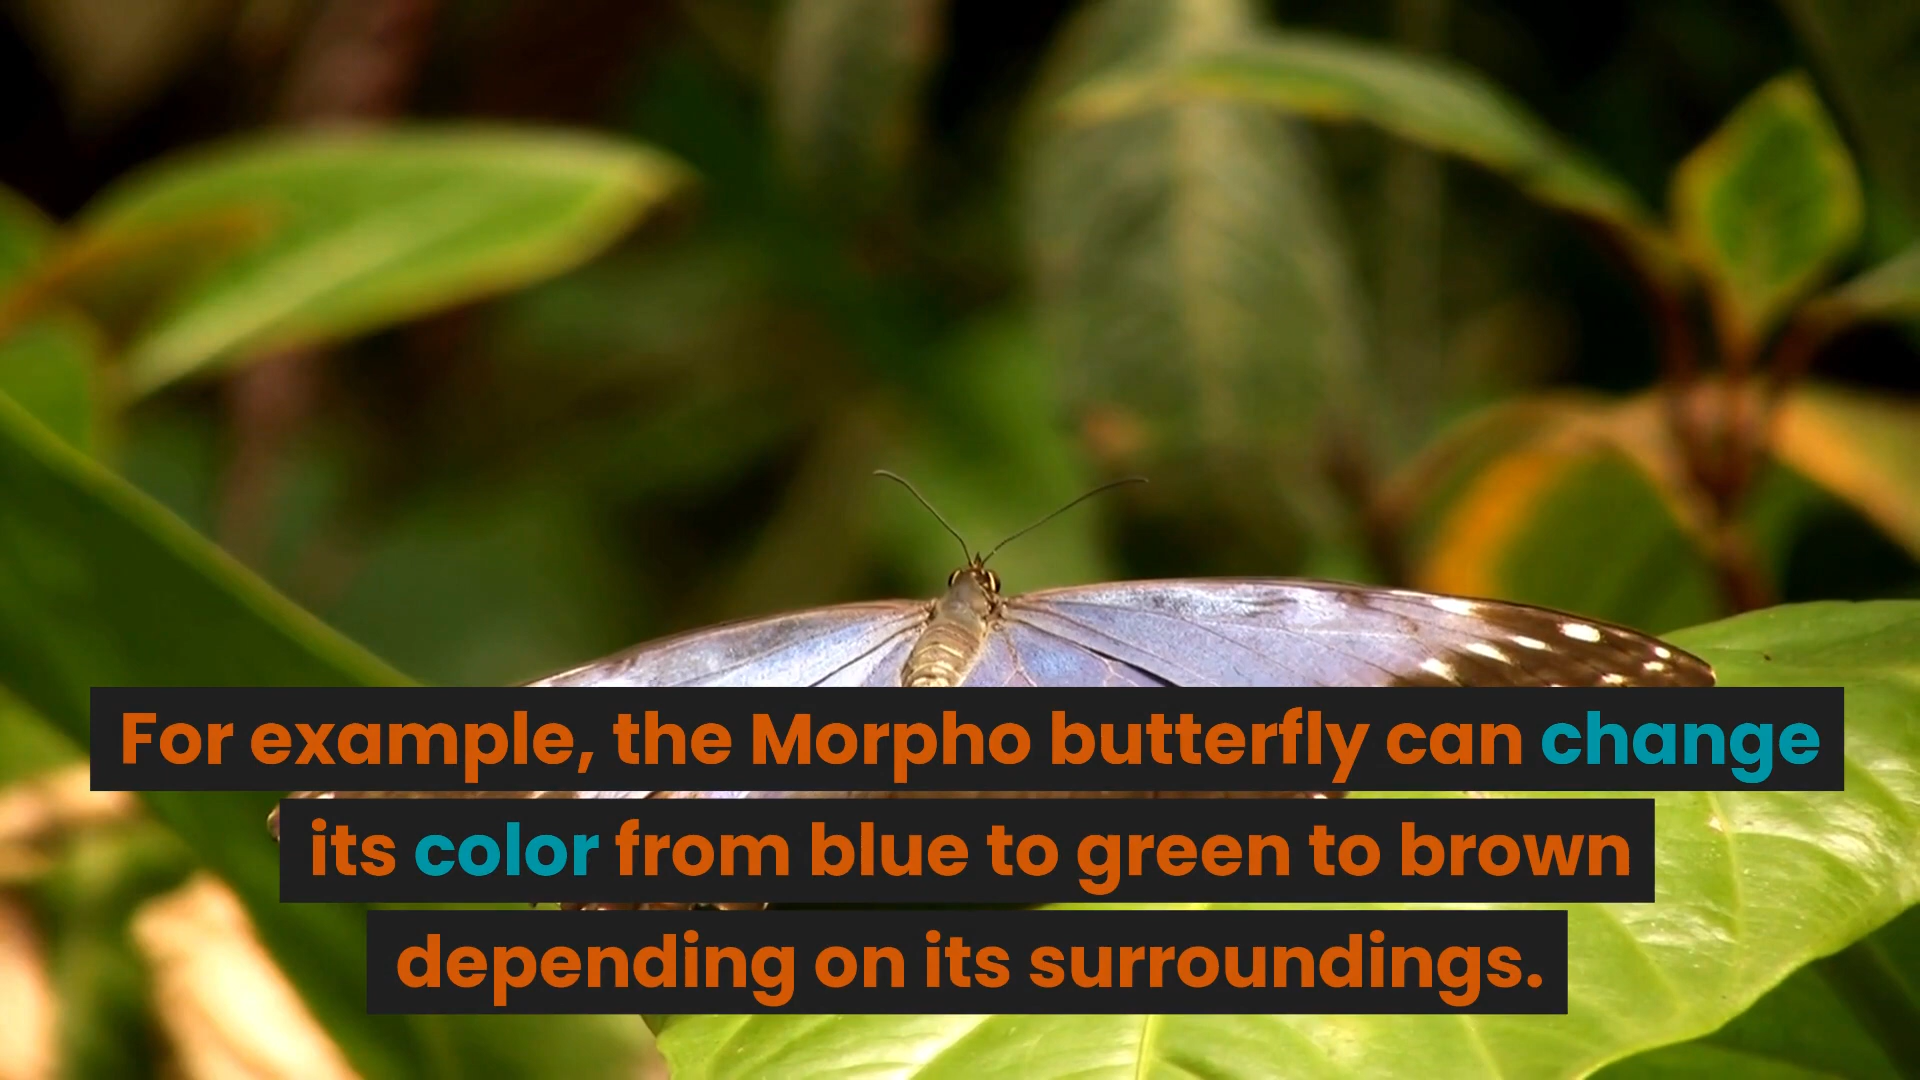 For example, the Morpho butterfly can change
its color from blue to green to brown
depending on its surroundings.